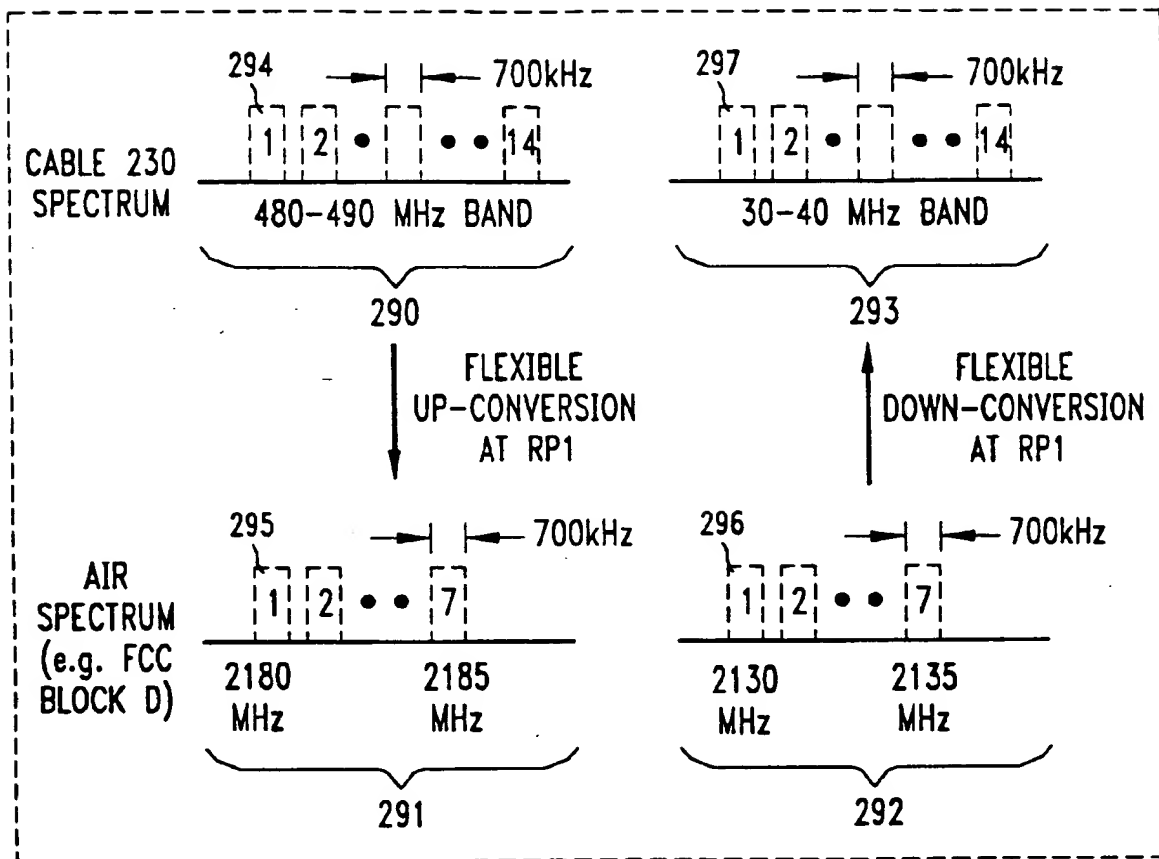 294
700kHz
1 2 14
CABLE 230
SPECTRUM
480-490 MHz BAND
290
297
700kHz
1 2 14
30-40 MHz BAND
293
FLEXIBLE
UP-CONVERSION
AT RP1
FLEXIBLE
DOWN-CONVERSION
AT RP1
295
700kHz
1 2 7
AIR
SPECTRUM
(e.g. FCC
BLOCK D)
2180
MHz
2185
MHz
291
296
700kHz
1 2 7
2130
MHz
2135
MHz
292